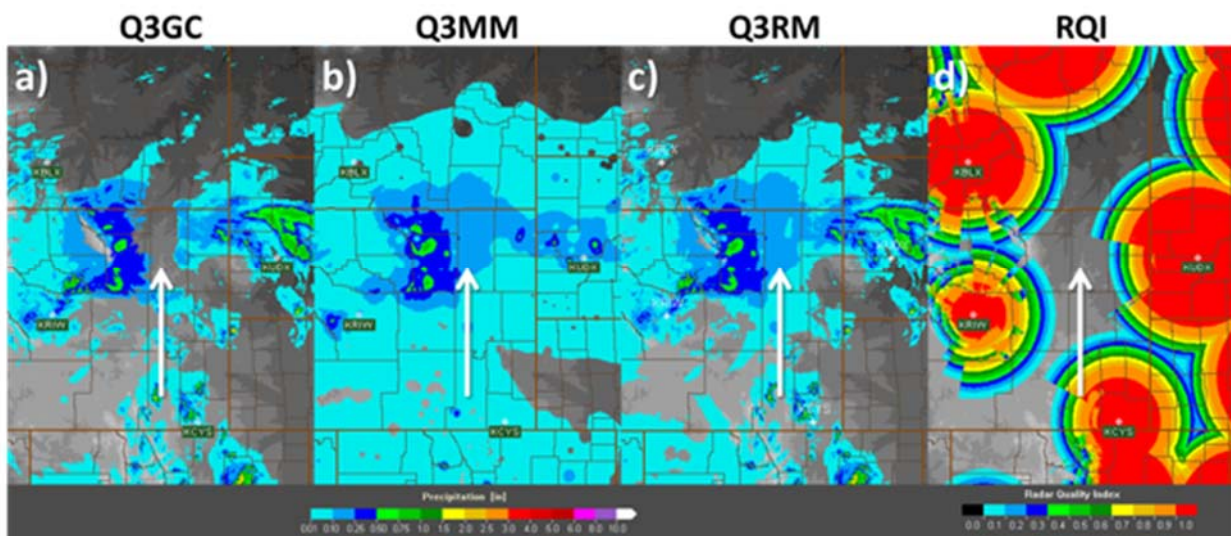 Q3GC Q3MM Q3RM RQI
a) b) c) d)
KBLX KBLX KBLX
KUDX KUDX KUDX
KRIW KRIW KRIW
KCYS KCYS KCYS
Precipitation [in]
0.01 0.10 0.25 0.50 0.75 1.0 1.5 2.0 2.5 3.0 4.0 5.0 6.0 8.0 10.0
Radar Quality Index
0.0 0.1 0.2 0.3 0.4 0.5 0.6 0.7 0.8 0.9 1.0